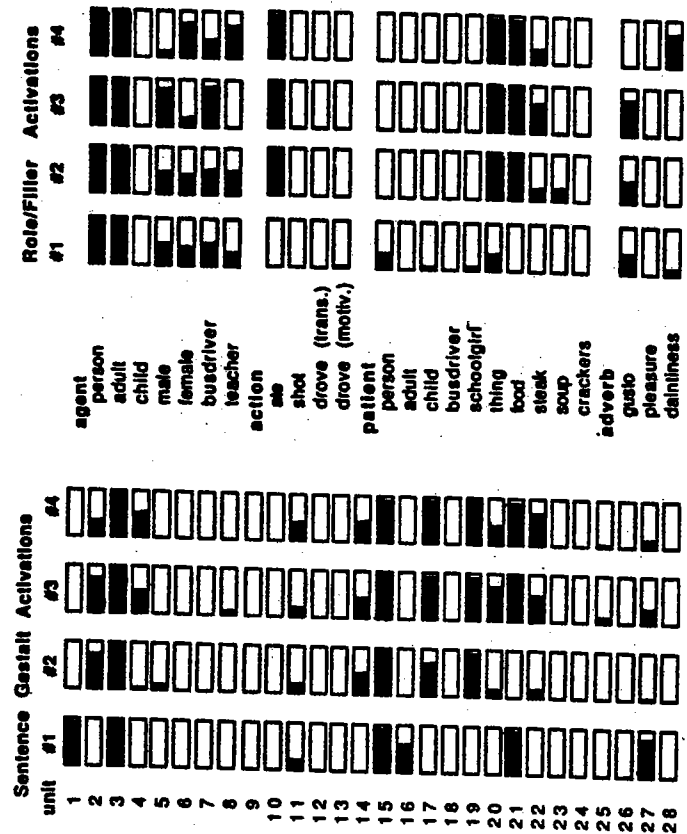 Sentence Gestalt Activations
unit #1 #2 #3 #4
1
2
3
4
5
6
7
8
9
10
11
12
13
14
15
16
17
18
19
20
21
22
23
24
25
26
27
28
Role/Filler Activations
#1 #2 #3 #4
agent
person
adult
child
male
female
busdriver
teacher
action
ate
shot
drove (trans.)
drove (motiv.)
patient
person
adult
child
busdriver
schoolgirl
thing
food
steak
soup
crackers
adverb
gusto
pleasure
daintiness